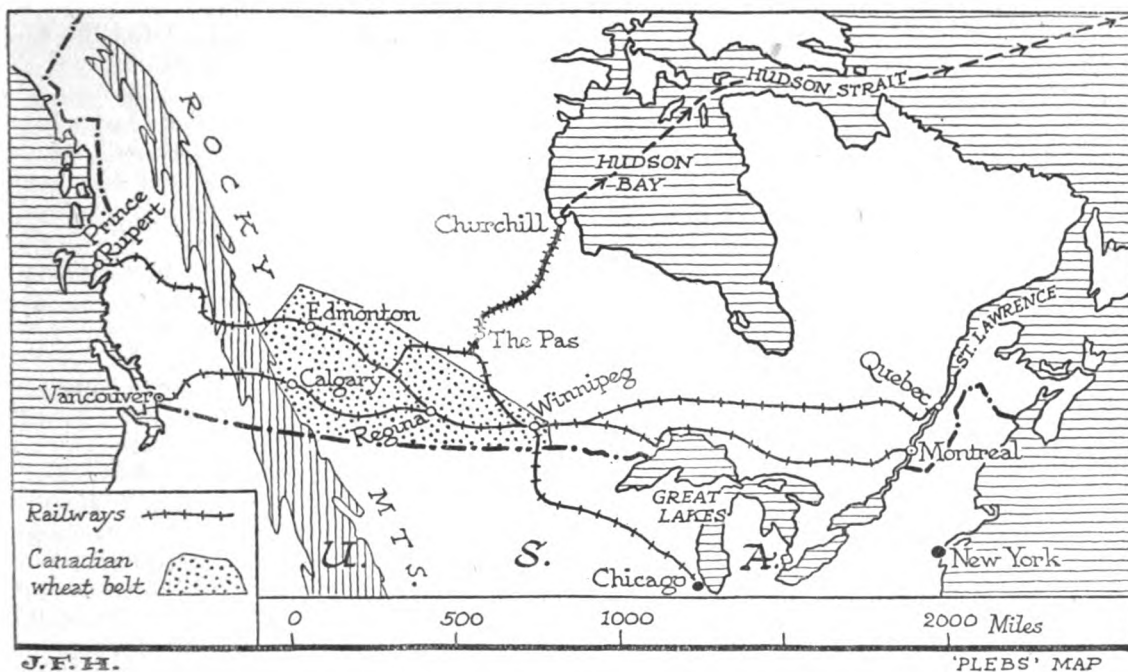 ROCKY
MTS.
HUDSON STRAIT
HUDSON
BAY
Prince
Rupert
Churchill
Edmonton
The Pas
ST. LAWRENCE
Calgary
Winnipeg
Quebec
Vancouver
Regina
Montreal
GREAT
LAKES
Railways
Canadian
wheat belt
U. S. A.
Chicago
New York
0 500 1000 2000 Miles
J.F.H. 'PLEBS' MAP